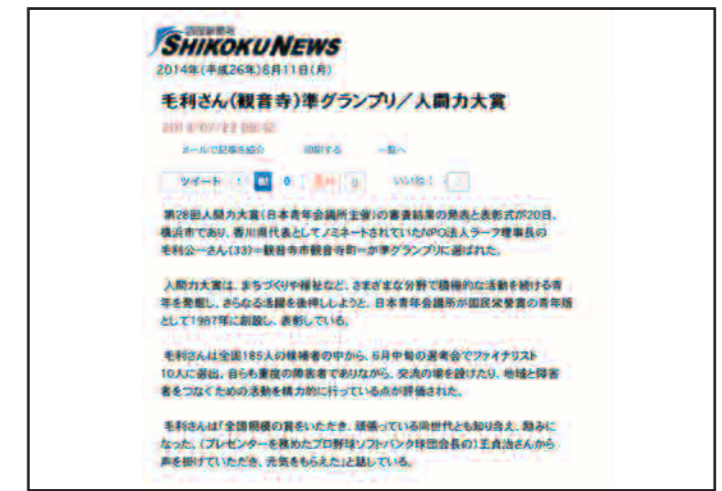 四国新聞社
SHIKOKU NEWS
2014年(平成26年)8月11日(月)
毛利さん(観音寺)準グランプリ/人間力大賞
メールで記事を紹介 印刷する 一覧へ
ツイート 1 0 0 いいね!
第28回人間力大賞(日本青年会議所主催)の審査結果の発表と表彰式が20日、
横浜市であり、香川県代表としてノミネートされていたNPO法人ラーフ理事長の
毛利公一さん(33)=観音寺市観音寺町=が準グランプリに選ばれた。
人間力大賞は、まちづくりや福祉など、さまざまな分野で積極的な活動を続ける青
年を発掘し、さらなる活躍を後押ししようと、日本青年会議所が国民栄誉賞の青年版
として1987年に創設し、表彰している。
毛利さんは全国185人の候補者の中から、6月中旬の選考会でファイナリスト
10人に選出。自らも重度の障害者でありながら、交流の場を設けたり、地域と障害
者をつなぐための活動を精力的に行っている点が評価された。
毛利さんは「全国規模の賞をいただき、頑張っている同世代とも知り合え、励みに
なった。(プレゼンターを務めたプロ野球ソフトバンク球団会長の)王貞治さんから
声を掛けていただき、元気をもらえた」と話している。